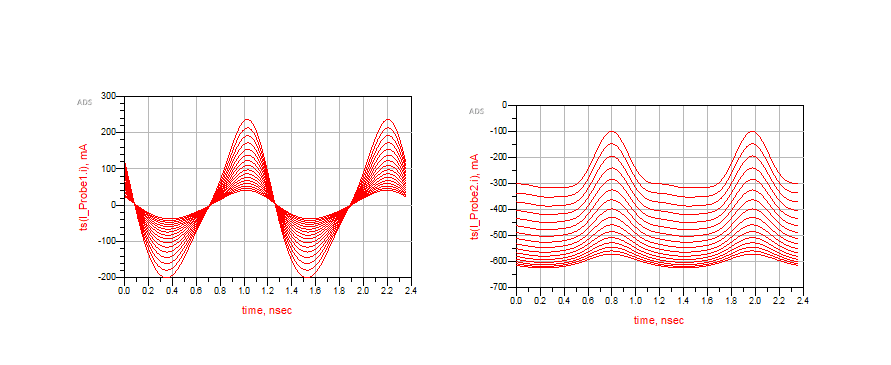 ADS
300
200
100
0
-100
-200
ts(I_Probe1.i), mA
0.0 0.2 0.4 0.6 0.8 1.0 1.2 1.4 1.6 1.8 2.0 2.2 2.4
time, nsec
ADS
0
-100
-200
-300
-400
-500
-600
-700
ts(I_Probe2.i), mA
0.0 0.2 0.4 0.6 0.8 1.0 1.2 1.4 1.6 1.8 2.0 2.2 2.4
time, nsec